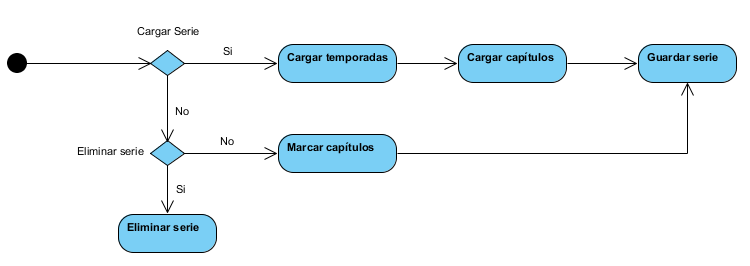 Cargar Serie
Si
Cargar temporadas
Cargar capítulos
Guardar serie
No
Eliminar serie
No
Marcar capítulos
Si
Eliminar serie